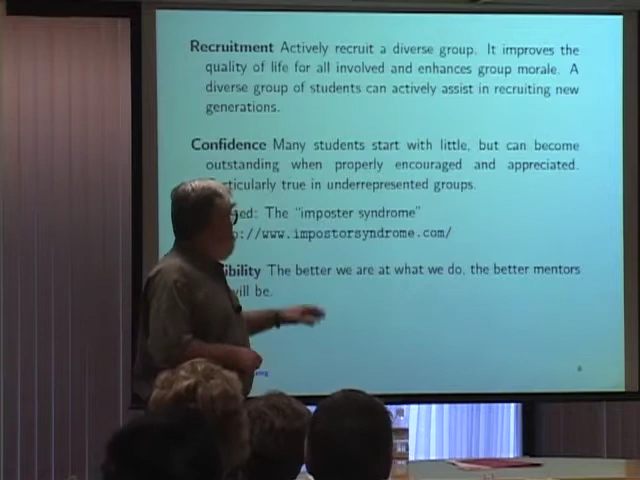 Recruitment Actively recruit a diverse group. It improves the
quality of life for all involved and enhances group morale. A
diverse group of students can actively assist in recruiting new
generations.
Confidence Many students start with little, but can become
outstanding when properly encouraged and appreciated.
rticularly true in underrepresented groups.
ed: The "imposter syndrome"
://www.impostorsyndrome.com/
ibility The better we are at what we do, the better mentors
will be.